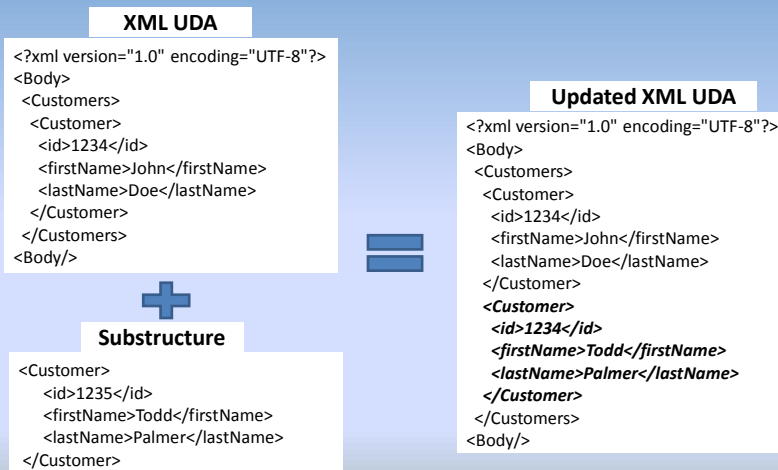 XML UDA
<?xml version="1.0" encoding="UTF-8"?>
<Body>
<Customers>
<Customer>
<id>1234</id>
<firstName>John</firstName>
<lastName>Doe</lastName>
</Customer>
</Customers>
<Body/>
Substructure
<Customer>
<id>1235</id>
<firstName>Todd</firstName>
<lastName>Palmer</lastName>
</Customer>
Updated XML UDA
<?xml version="1.0" encoding="UTF-8"?>
<Body>
<Customers>
<Customer>
<id>1234</id>
<firstName>John</firstName>
<lastName>Doe</lastName>
</Customer>
<Customer>
<id>1234</id>
<firstName>Todd</firstName>
<lastName>Palmer</lastName>
</Customer>
</Customers>
<Body/>